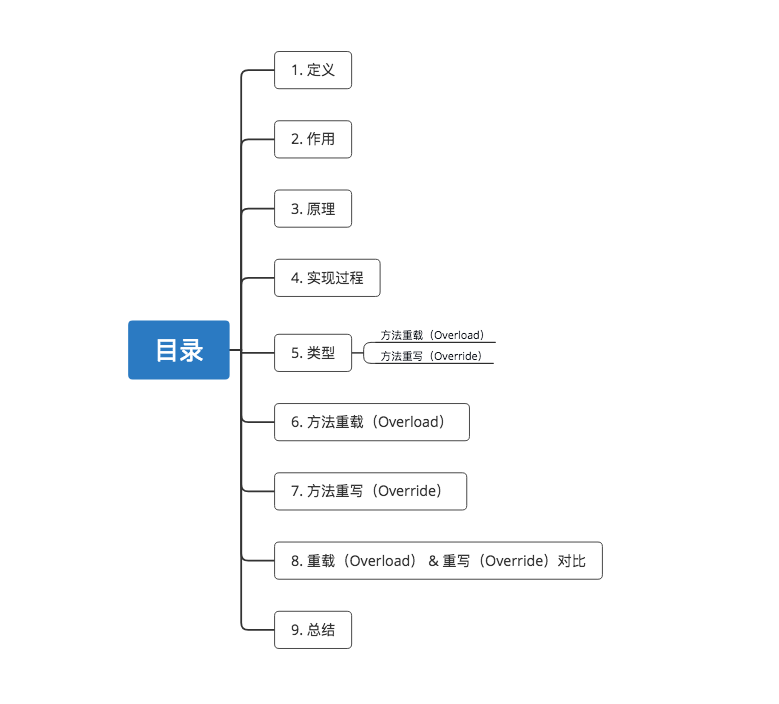 1. 定义
2. 作用
3. 原理
4. 实现过程
目录
5. 类型
方法重载（Overload）
方法重写（Override）
6. 方法重载（Overload）
7. 方法重写（Override）
8. 重载（Overload） & 重写（Override）对比
9. 总结